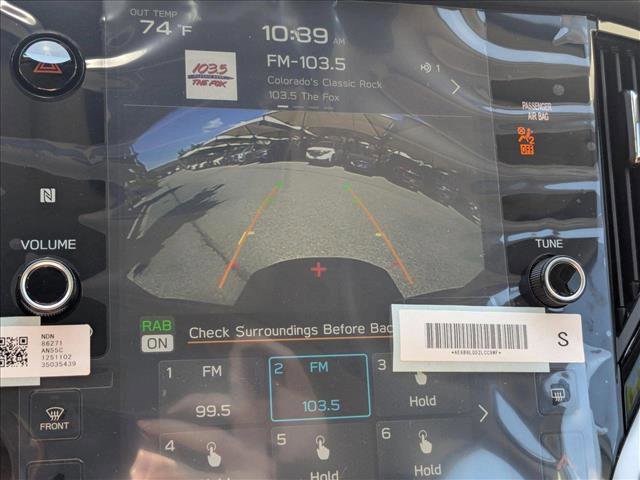 OUT TEMP
74 °F
10:39 AM
103.5
THE FOX
FM-103.5
Colorado's Classic Rock
103.5 The Fox
1
PASSENGER
AIR BAG
OFF
N
VOLUME
TUNE
RAB
ON
Check Surroundings Before Bac
NDN
86271
AN55C
1251102
35035439
S
1 FM
99.5
2 FM
103.5
3
Hold
FRONT
4
5
Hold
6
Hold